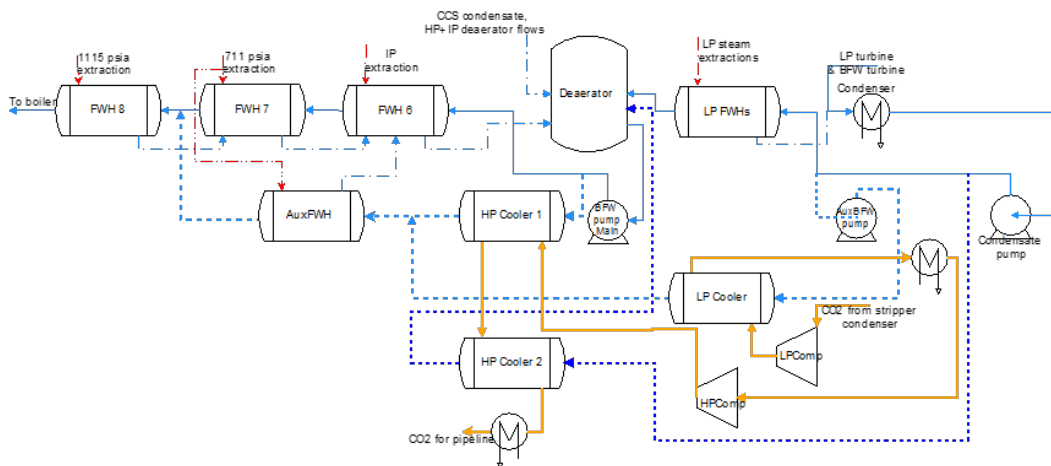 CCS condensate,
HP+ IP deaerator flows
1115 psia
extraction
711 psia
extraction
IP
extraction
LP steam
extractions
LP turbine
& BFW turbine
Condenser
To boiler
FWH 8
FWH 7
FWH 6
Deaerator
LP FWHs
AuxFWH
HP Cooler 1
BFW
pump
Main
AuxBFW
pump
Condensate
pump
LP Cooler
CO2 from stripper
condenser
LPComp
HP Cooler 2
HPComp
CO2 for pipeline